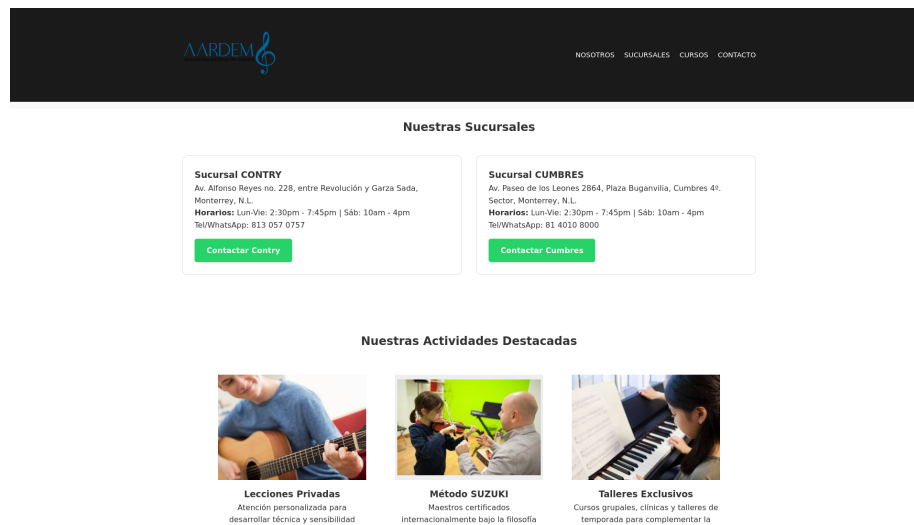 AARDEM
NOSOTROS SUCURSALES CURSOS CONTACTO
Nuestras Sucursales
Sucursal CONTRY
Av. Alfonso Reyes no. 228, entre Revolución y Garza Sada,
Monterrey, N.L.
Horarios: Lun-Vie: 2:30pm - 7:45pm | Sáb: 10am - 4pm
Tel/WhatsApp: 813 057 0757
Contactar Contry
Sucursal CUMBRES
Av. Paseo de los Leones 2864, Plaza Buganvilia, Cumbres 4º.
Sector, Monterrey, N.L.
Horarios: Lun-Vie: 2:30pm - 7:45pm | Sáb: 10am - 4pm
Tel/WhatsApp: 81 4010 8000
Contactar Cumbres
Nuestras Actividades Destacadas
Lecciones Privadas
Atención personalizada para
desarrollar técnica y sensibilidad
Método SUZUKI
Maestros certificados
internacionalmente bajo la filosofía
Talleres Exclusivos
Cursos grupales, clínicas y talleres de
temporada para complementar la